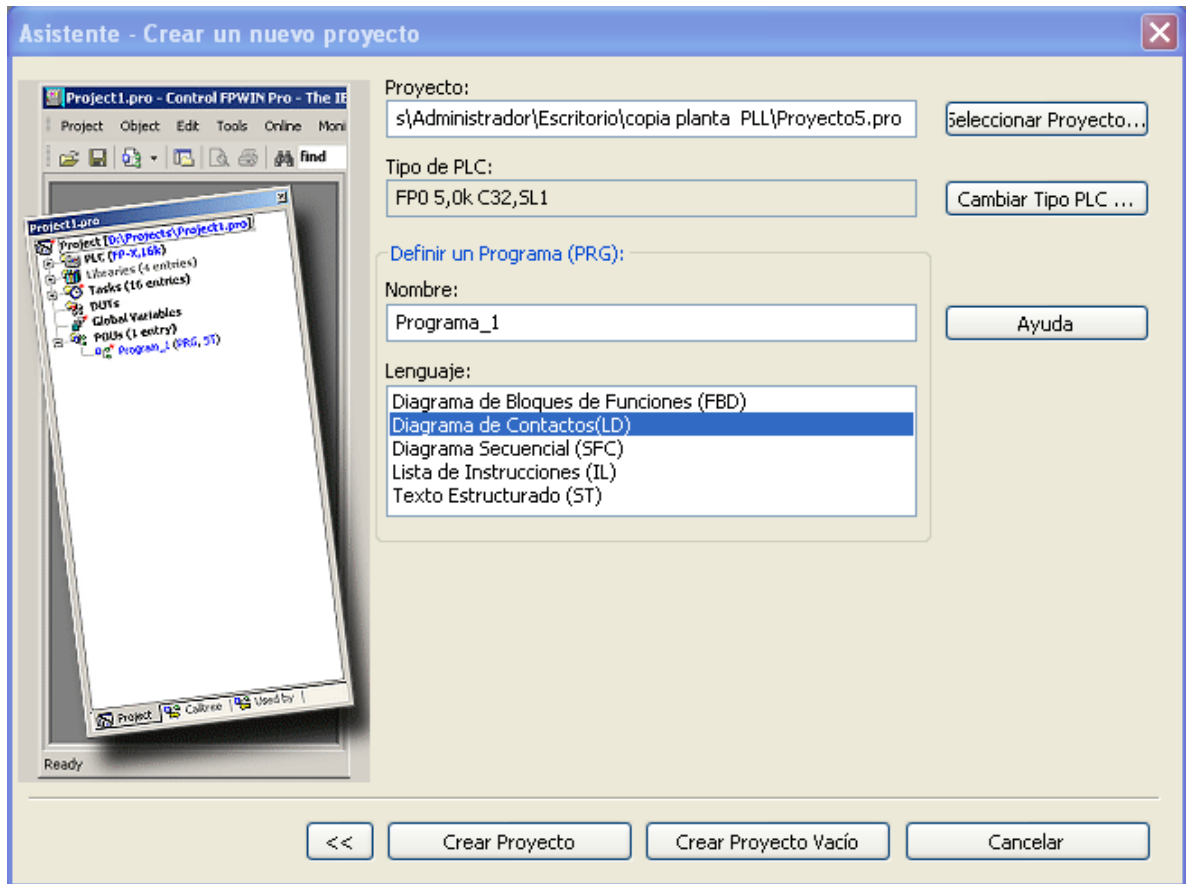 Asistente - Crear un nuevo proyecto
Project1.pro - Control FPWIN Pro - The IE
Project Object Edit Tools Online Moni
find
Project1.pro
Project [D:\Projects\Project1.pro]
PLC (FP-X,16k)
Libraries (4 entries)
Tasks (16 entries)
DUTs
Global Variables
POUs (1 entry)
Program_1 (PRG, ST)
Project Calltree Used by
Ready
Proyecto:
s\Administrador\Escritorio\copia planta PLL\Proyecto5.pro
Seleccionar Proyecto...
Tipo de PLC:
FP0 5,0k C32,SL1
Cambiar Tipo PLC ...
Definir un Programa (PRG):
Nombre:
Programa_1
Ayuda
Lenguaje:
Diagrama de Bloques de Funciones (FBD)
Diagrama de Contactos(LD)
Diagrama Secuencial (SFC)
Lista de Instrucciones (IL)
Texto Estructurado (ST)
<< Crear Proyecto Crear Proyecto Vacío Cancelar